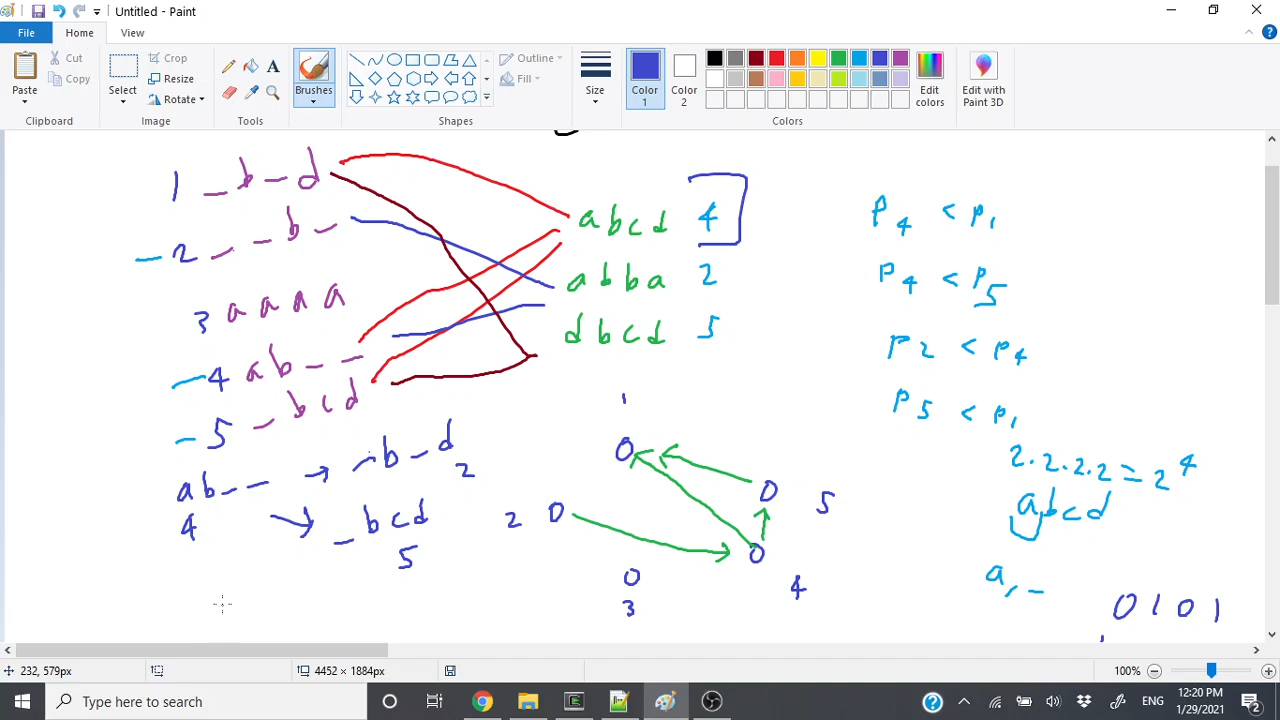 Untitled - Paint
File Home View
Paste Cut Copy Clipboard
Select Crop Resize Rotate Image
A Tools
Brushes
Outline Fill Shapes
Size
Color 1 Color 2 Edit colors Edit with Paint 3D Colors
1 _ b _ d
2 _ _ b _
3 a a a a
4 a b _ _
5 _ b c d
a b c d 4
a b b a 2
d b c d 5
P4 < P1
P4 < P5
P2 < P4
P5 < P1
2.2.2.2 = 2^4
a b c d
a, _
0 1 0 1
ab _ _ → _ b _ d
4 2
→ _ b c d
5
1
0
0 5
2 0
0 4
0
3
232, 579px 4452 × 1884px 100%
Type here to search ENG 12:20 PM 1/29/2021 2